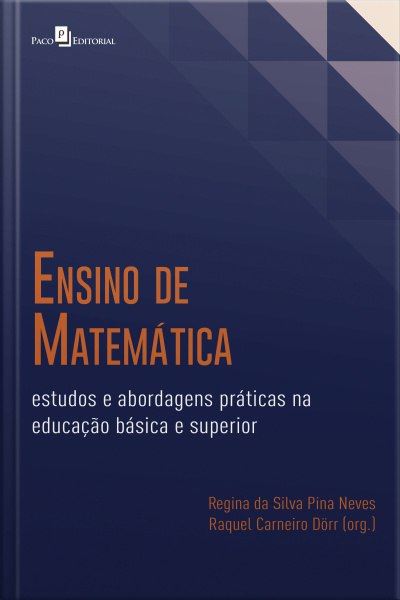 PACO EDITORIAL
ENSINO DE
MATEMÁTICA
estudos e abordagens práticas na
educação básica e superior
Regina da Silva Pina Neves
Raquel Carneiro Dörr (org.)